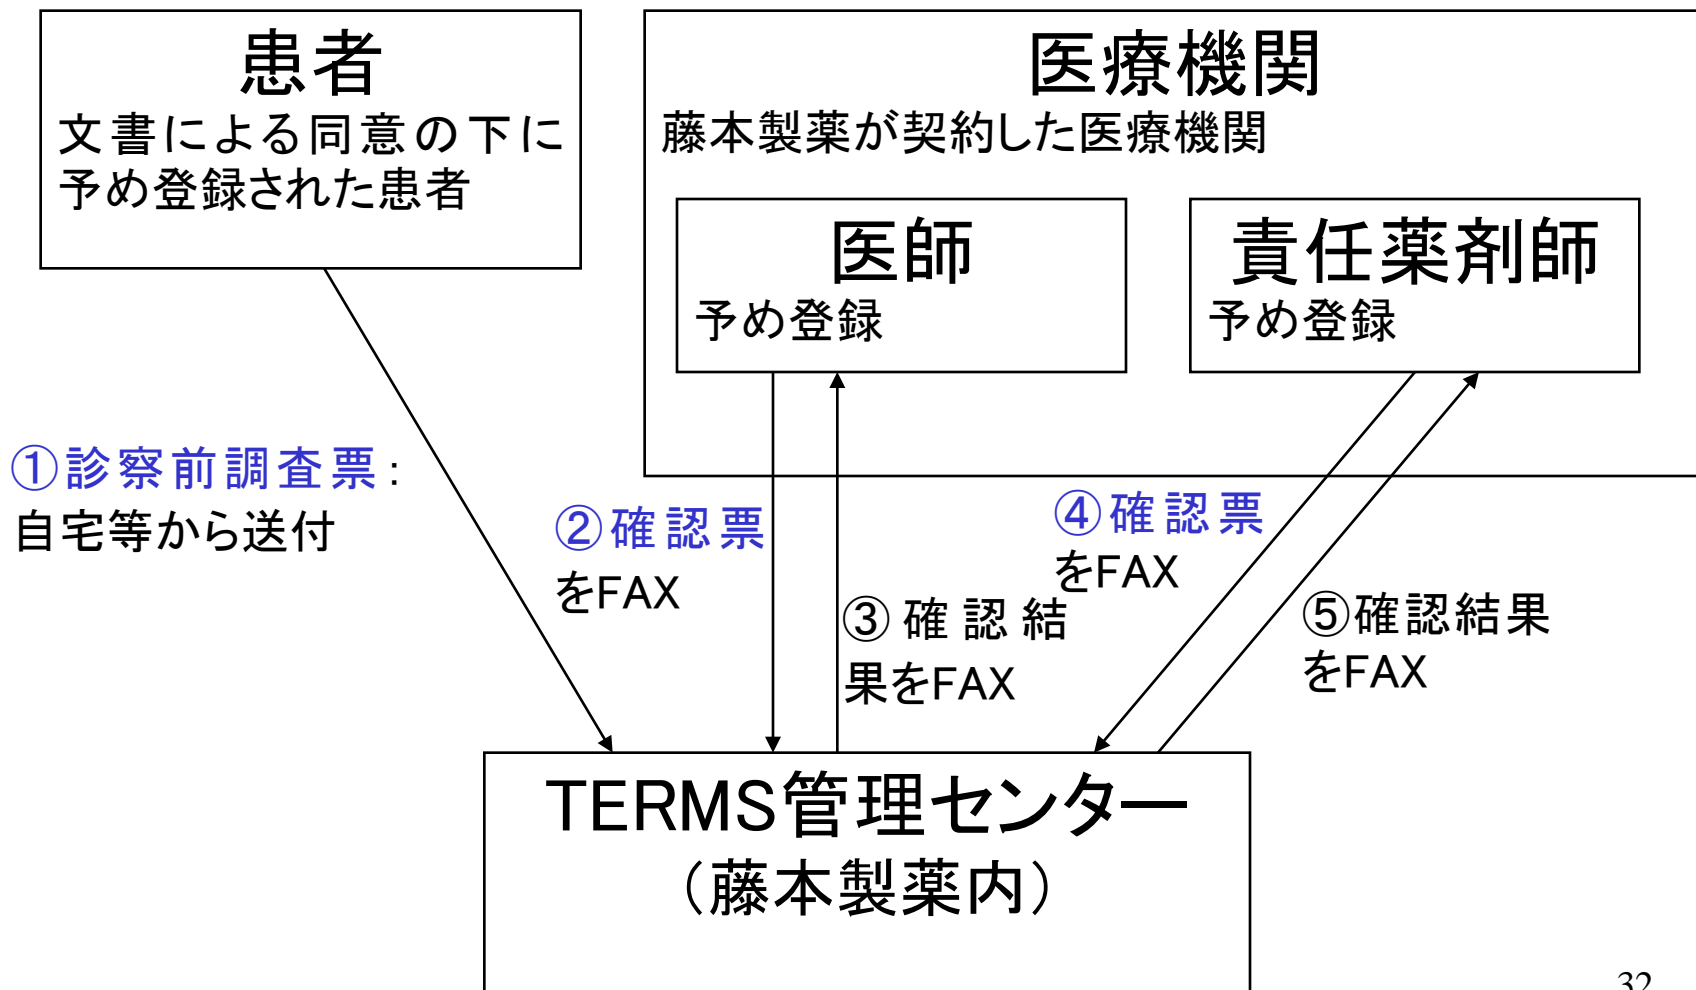 患者
文書による同意の下に
予め登録された患者
医療機関
藤本製薬が契約した医療機関
医師
予め登録
責任薬剤師
予め登録
①診察前調査票：
自宅等から送付
②確認票
をFAX
③確認結
果をFAX
④確認票
をFAX
⑤確認結果
をFAX
TERMS管理センター
（藤本製薬内）
32